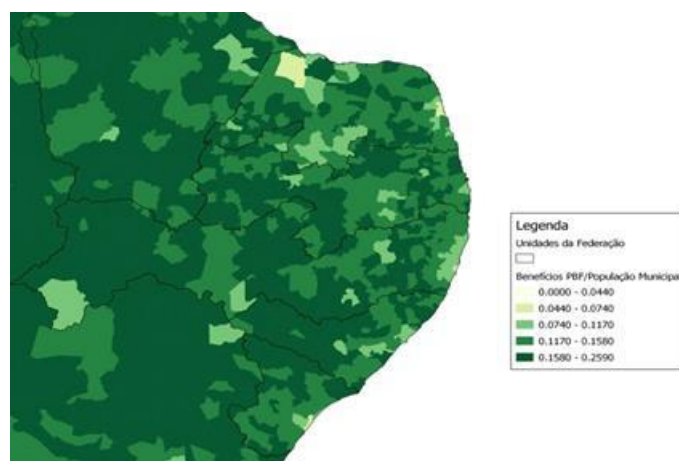 Legenda
Unidades da Federação
Benefícios PBF/População Municipal
0.0000 - 0.0440
0.0440 - 0.0740
0.0740 - 0.1170
0.1170 - 0.1580
0.1580 - 0.2590